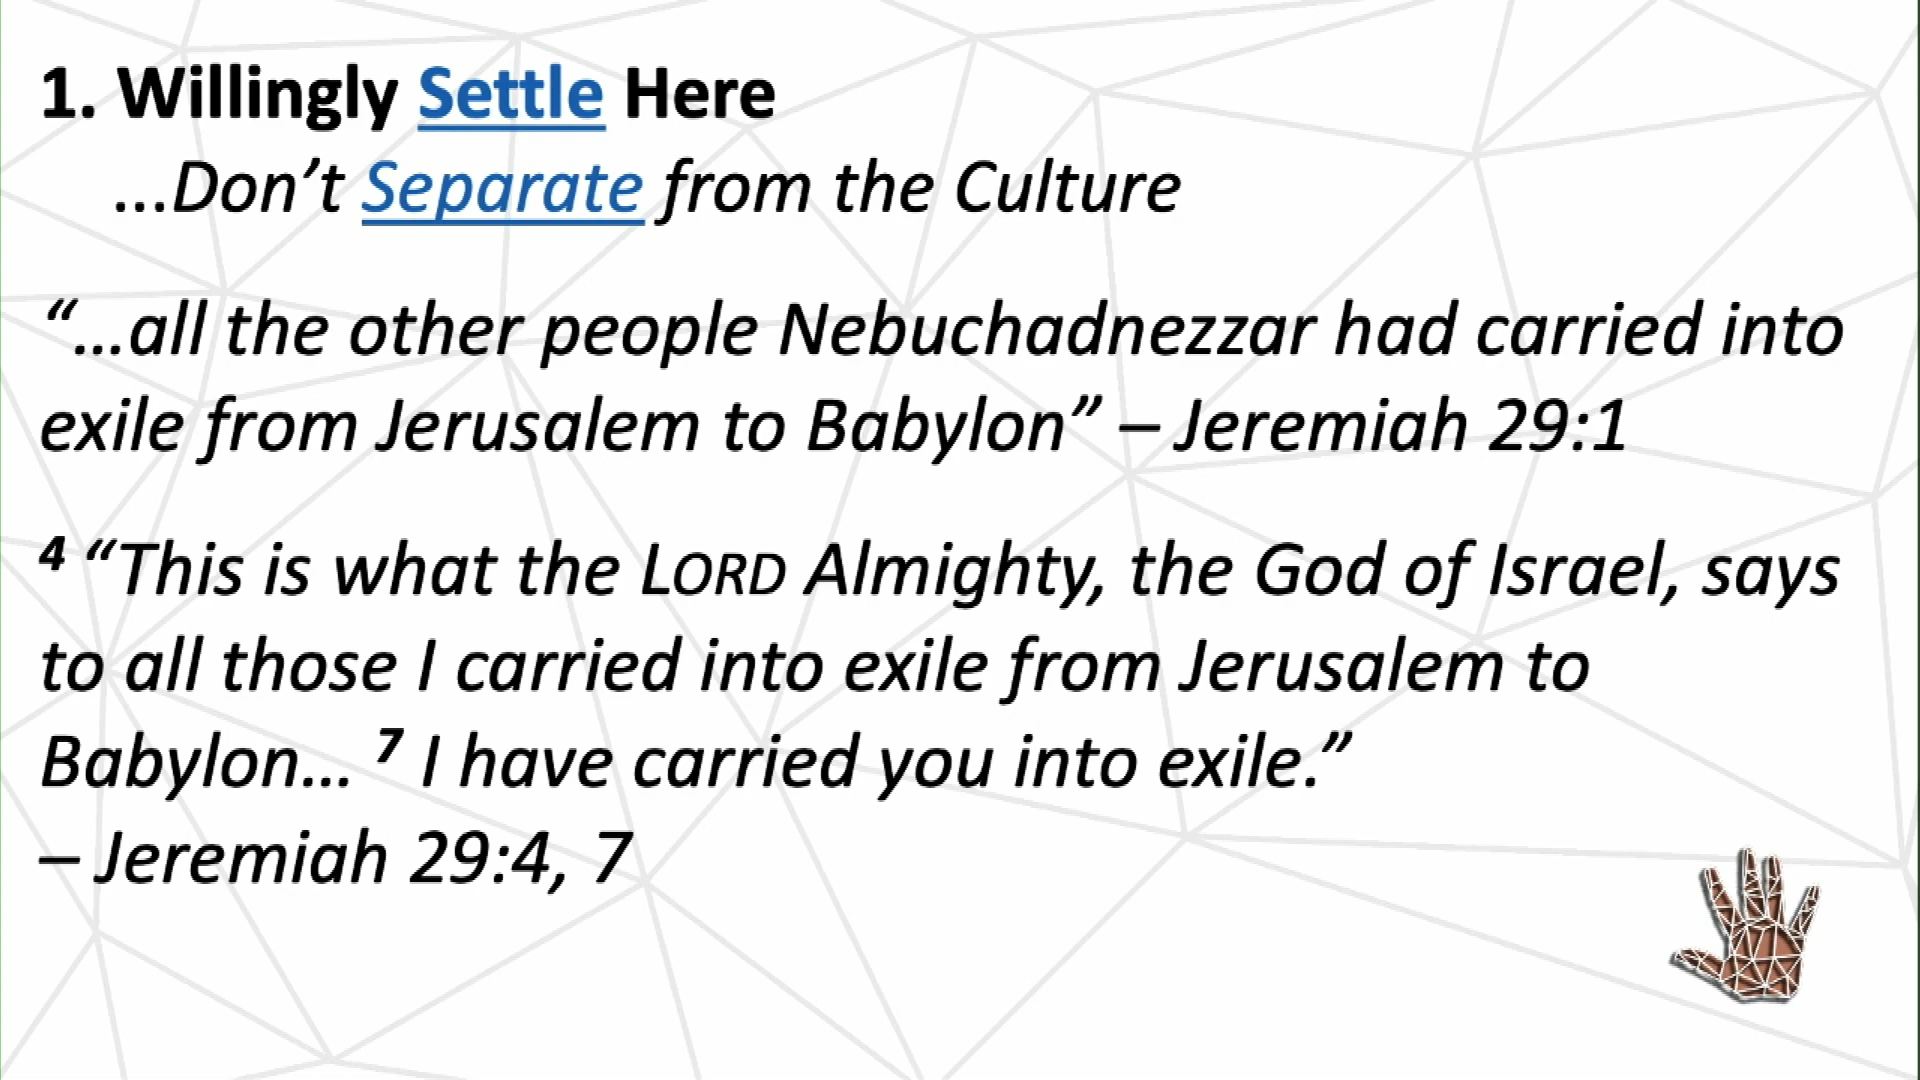 1. Willingly Settle Here
...Don’t Separate from the Culture
“...all the other people Nebuchadnezzar had carried into
exile from Jerusalem to Babylon” – Jeremiah 29:1
4 “This is what the LORD Almighty, the God of Israel, says
to all those I carried into exile from Jerusalem to
Babylon... 7 I have carried you into exile.”
– Jeremiah 29:4, 7